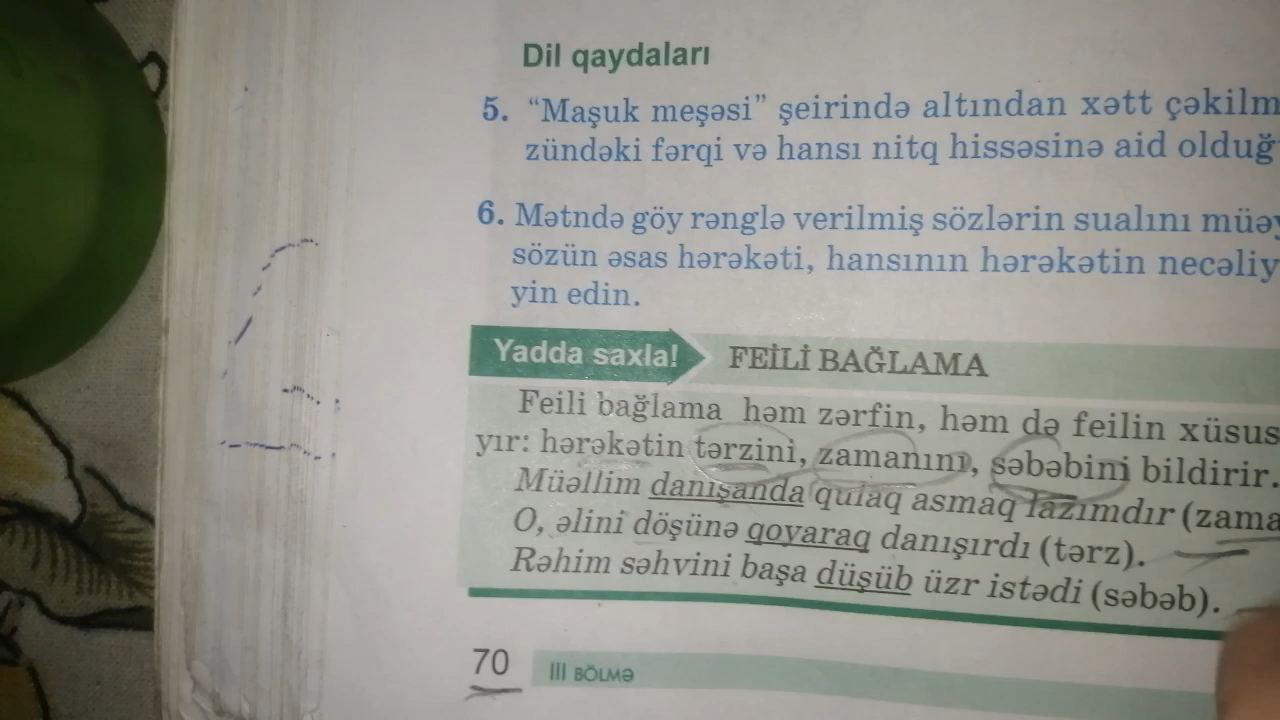 Dil qaydaları
5. “Maşuk meşəsi” şeirində altından xətt çəkilm
zündəki fərqi və hansı nitq hissəsinə aid olduğ
6. Mətndə göy rənglə verilmiş sözlərin sualını müəy
sözün əsas hərəkəti, hansının hərəkətin necəliy
yin edin.
Yadda saxla! FEİLİ BAĞLAMA
Feili bağlama həm zərfin, həm də feilin xüsus
yır: hərəkətin tərzini, zamanını, səbəbini bildirir.
Müəllim danışanda qulaq asmaq lazımdır (zama
O, əlini döşünə qoyaraq danışırdı (tərz).
Rəhim səhvini başa düşüb üzr istədi (səbəb).
70 III BÖLMƏ